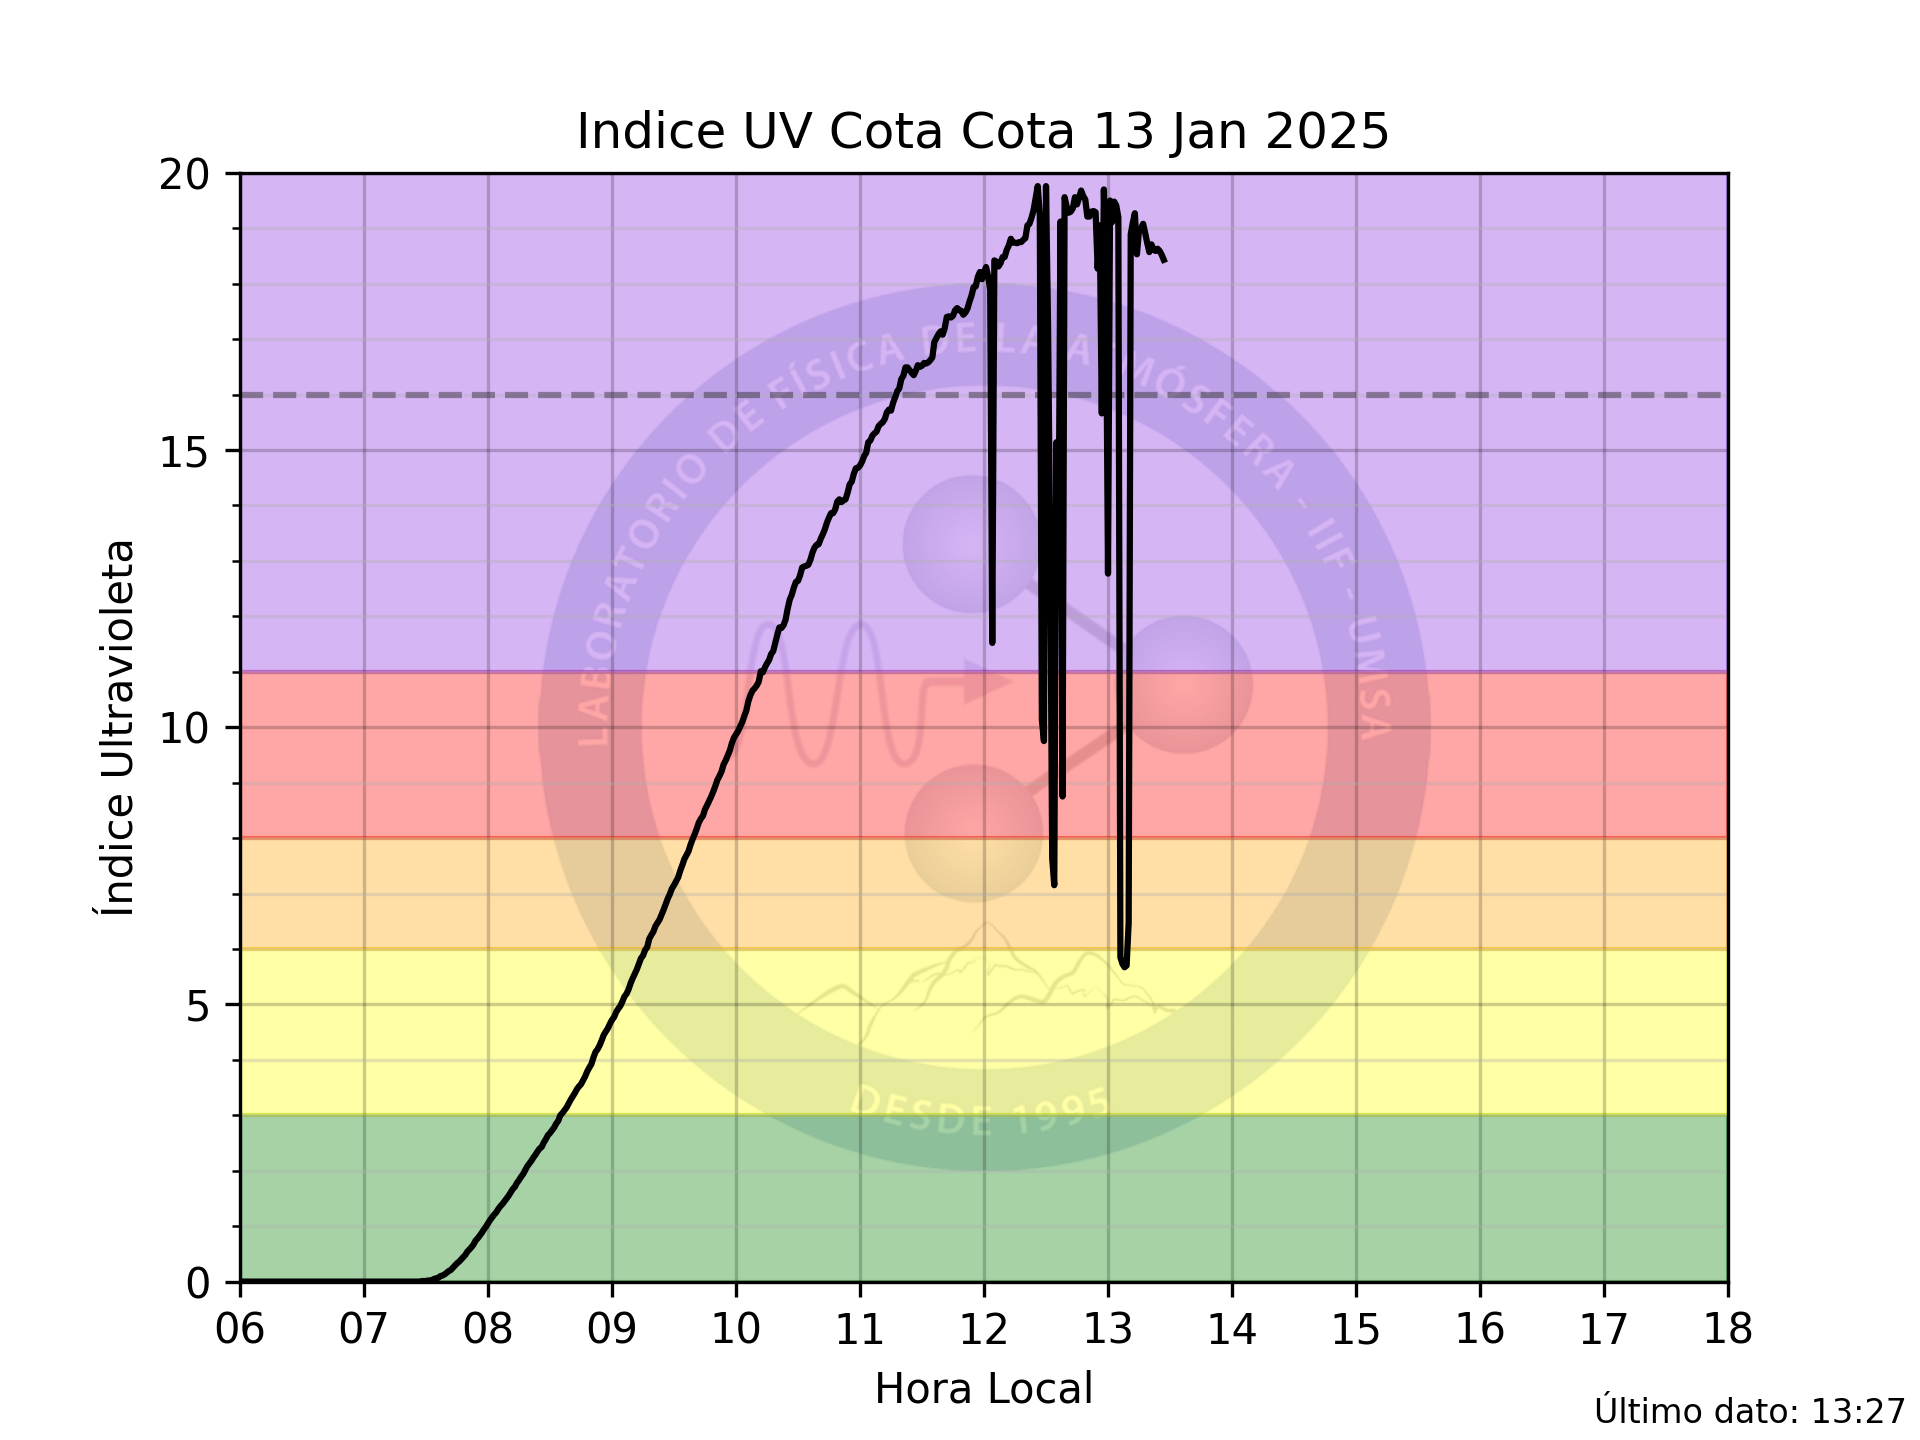 Indice UV Cota Cota 13 Jan 2025
20
15
10
5
0
Índice Ultravioleta
LABORATORIO DE FÍSICA DE LA ATMÓSFERA - IIF - UMSA
DESDE 1995
06 07 08 09 10 11 12 13 14 15 16 17 18
Hora Local
Último dato: 13:27